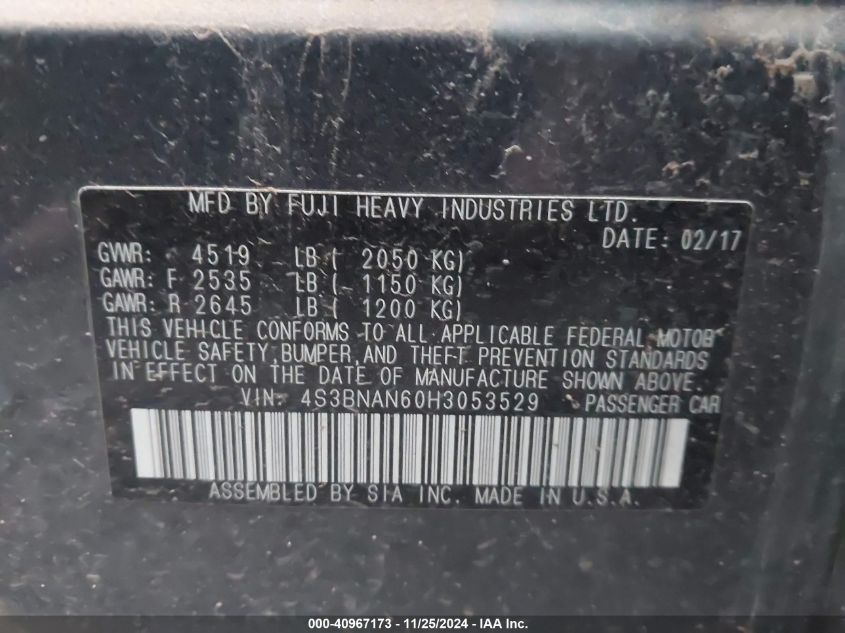 MFD BY FUJI HEAVY INDUSTRIES LTD.
DATE: 02/17
GVWR: 4519 LB ( 2050 KG)
GAWR: F 2535 LB ( 1150 KG)
GAWR: R 2645 LB ( 1200 KG)
THIS VEHICLE CONFORMS TO ALL APPLICABLE FEDERAL MOTOR
VEHICLE SAFETY,BUMPER,AND THEFT PREVENTION STANDARDS
IN EFFECT ON THE DATE OF MANUFACTURE SHOWN ABOVE.
VIN: 4S3BNAN60H3053529 PASSENGER CAR
ASSEMBLED BY SIA INC. MADE IN U.S.A.
000-40967173 - 11/25/2024 - IAA Inc.